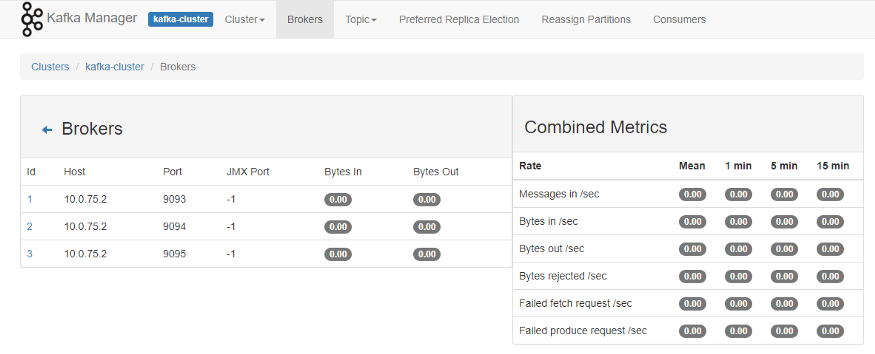 Kafka Manager kafka-cluster Cluster Brokers Topic Preferred Replica Election Reassign Partitions Consumers
Clusters / kafka-cluster / Brokers
Brokers
Id Host Port JMX Port Bytes In Bytes Out
1 10.0.75.2 9093 -1 0.00 0.00
2 10.0.75.2 9094 -1 0.00 0.00
3 10.0.75.2 9095 -1 0.00 0.00
Combined Metrics
Rate Mean 1 min 5 min 15 min
Messages in /sec 0.00 0.00 0.00 0.00
Bytes in /sec 0.00 0.00 0.00 0.00
Bytes out /sec 0.00 0.00 0.00 0.00
Bytes rejected /sec 0.00 0.00 0.00 0.00
Failed fetch request /sec 0.00 0.00 0.00 0.00
Failed produce request /sec 0.00 0.00 0.00 0.00